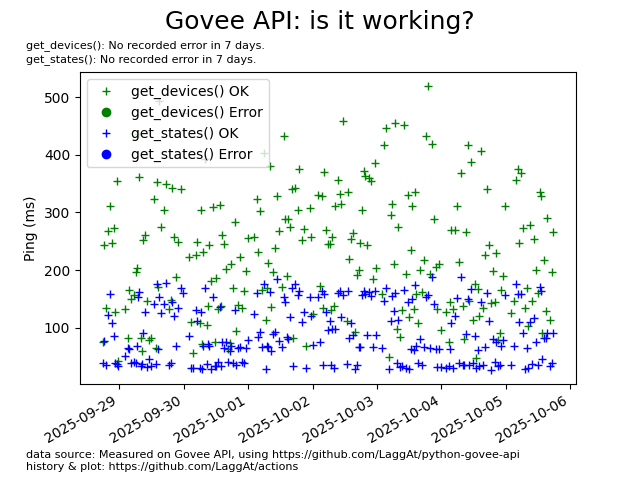 Govee API: is it working?
get_devices(): No recorded error in 7 days.
get_states(): No recorded error in 7 days.
get_devices() OK
get_devices() Error
get_states() OK
get_states() Error
Ping (ms)
500
400
300
200
100
2025-09-29
2025-09-30
2025-10-01
2025-10-02
2025-10-03
2025-10-04
2025-10-05
2025-10-06
data source: Measured on Govee API, using https://github.com/LaggAt/python-govee-api
history & plot: https://github.com/LaggAt/actions